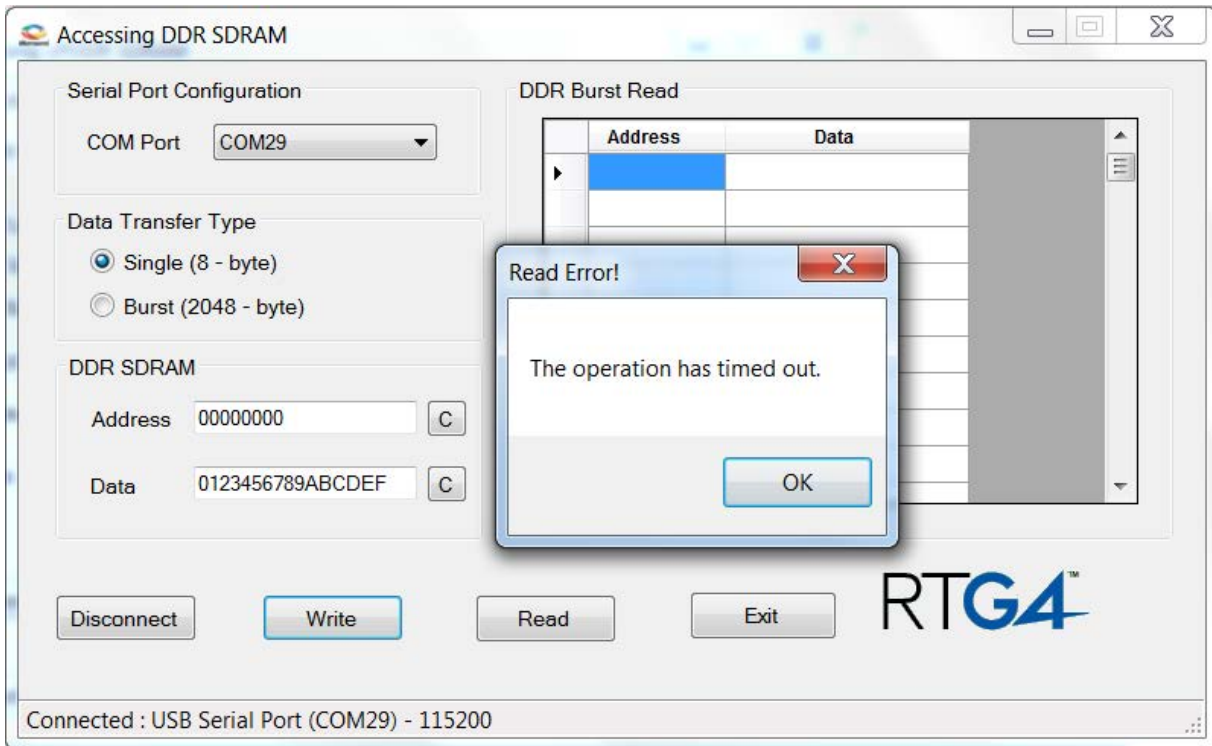 Accessing DDR SDRAM
Serial Port Configuration
COM Port COM29
Data Transfer Type
Single (8 - byte)
Burst (2048 - byte)
DDR SDRAM
Address 00000000 C
Data 0123456789ABCDEF C
DDR Burst Read
Address Data
Read Error!
The operation has timed out.
OK
Disconnect Write Read Exit
RTG4™
Connected : USB Serial Port (COM29) - 115200